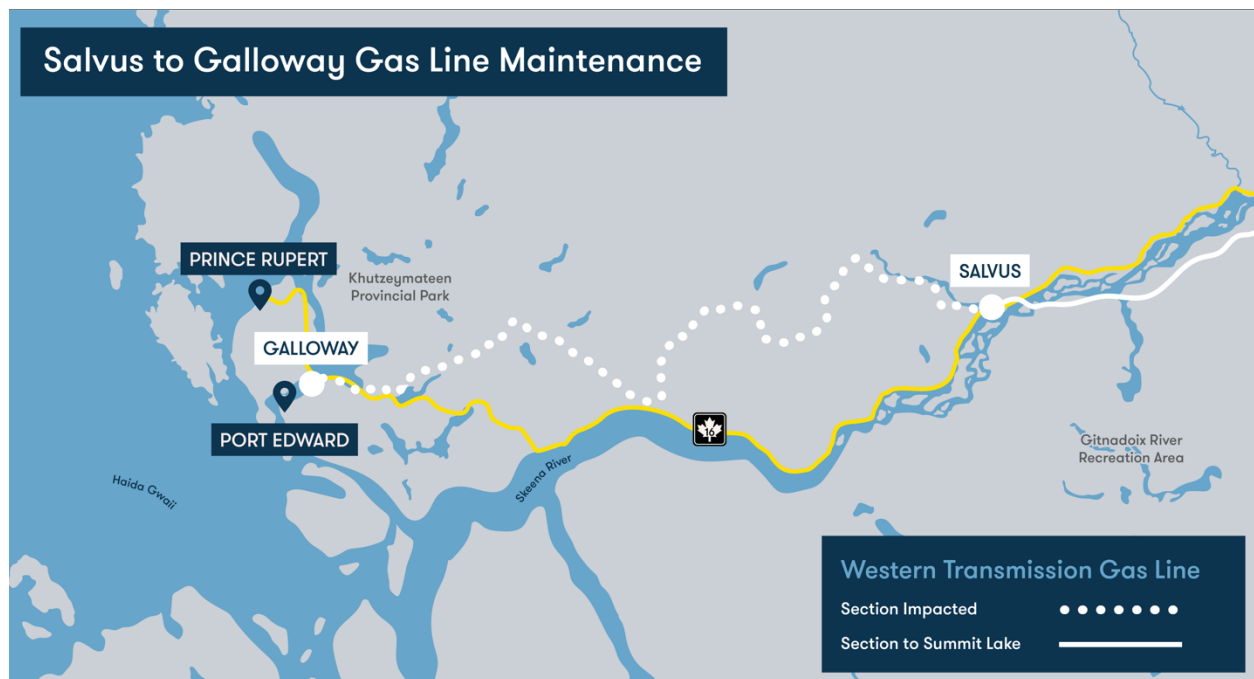 Salvus to Galloway Gas Line Maintenance
PRINCE RUPERT
Khutzeymateen
Provincial Park
SALVUS
GALLOWAY
PORT EDWARD
16
Gitnadoix River
Recreation Area
Skeena River
Haida Gwaii
Western Transmission Gas Line
Section Impacted
Section to Summit Lake